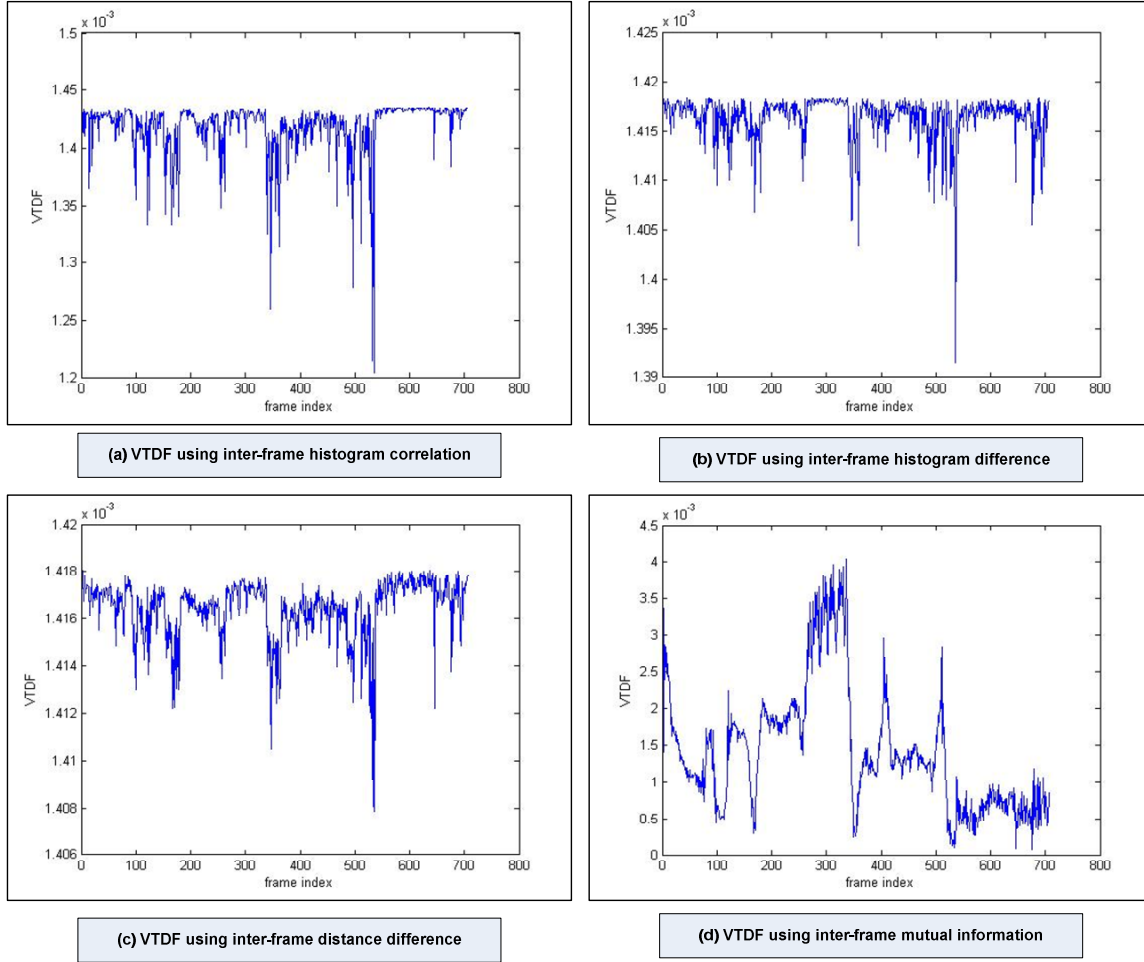 x 10⁻³
1.5
1.45
1.4
1.35
1.3
1.25
1.2
VTDF
0 100 200 300 400 500 600 700 800
frame index
(a) VTDF using inter-frame histogram correlation
x 10⁻³
1.425
1.42
1.415
1.41
1.405
1.4
1.395
1.39
VTDF
0 100 200 300 400 500 600 700 800
frame index
(b) VTDF using inter-frame histogram difference
x 10⁻³
1.42
1.418
1.416
1.414
1.412
1.41
1.408
1.406
VTDF
0 100 200 300 400 500 600 700 800
frame index
(c) VTDF using inter-frame distance difference
x 10⁻³
4.5
4
3.5
3
2.5
2
1.5
1
0.5
0
VTDF
0 100 200 300 400 500 600 700 800
frame index
(d) VTDF using inter-frame mutual information